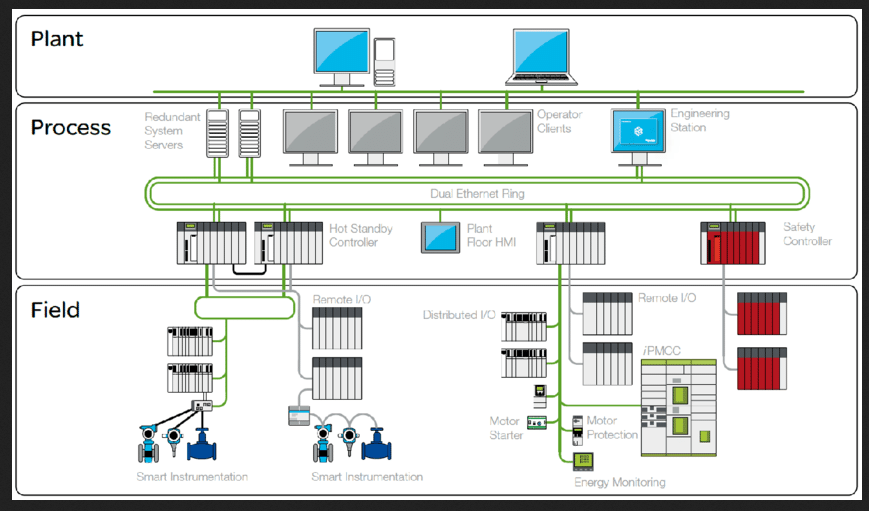 Plant
Process
Redundant
System
Servers
Operator
Clients
Engineering
Station
Dual Ethernet Ring
Hot Standby
Controller
Plant
Floor HMI
Safety
Controller
Field
Remote I/O
Distributed I/O
Remote I/O
iPMCC
Motor
Starter
Motor
Protection
Smart Instrumentation
Smart Instrumentation
Energy Monitoring